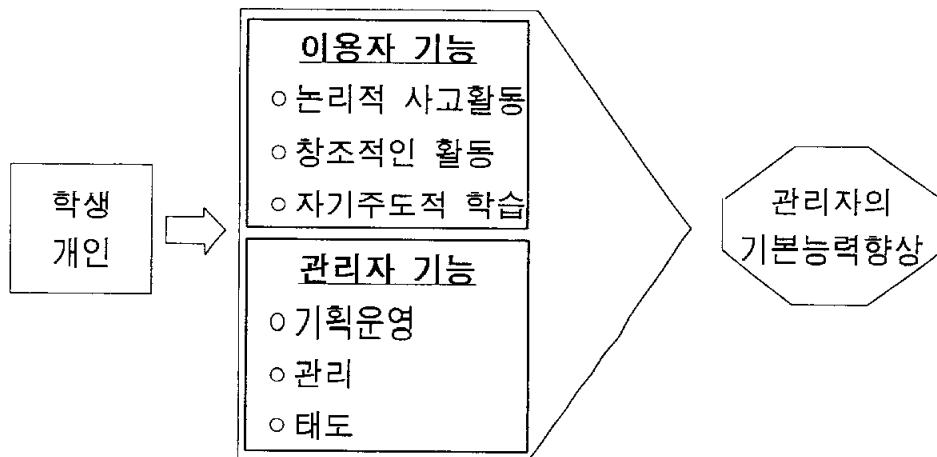 학생
개인
이용자 기능
○ 논리적 사고활동
○ 창조적인 활동
○ 자기주도적 학습
관리자 기능
○ 기획운영
○ 관리
○ 태도
관리자의
기본능력향상